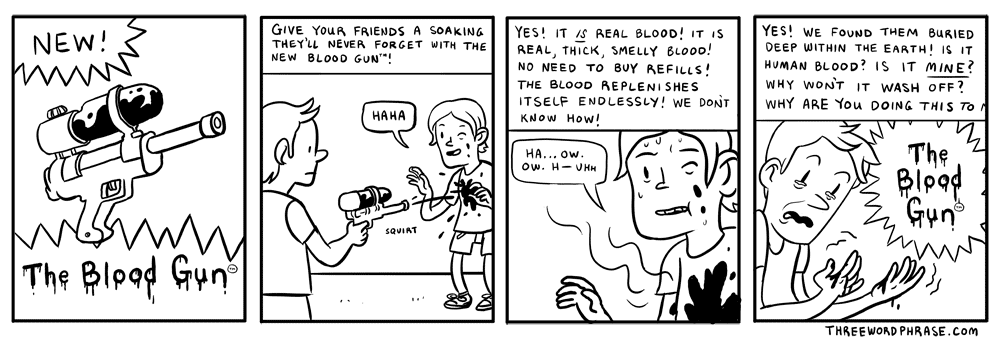 NEW!
The Blood Gun™
GIVE YOUR FRIENDS A SOAKING
THEY'LL NEVER FORGET WITH THE
NEW BLOOD GUN™!
HAHA
SQUIRT
YES! IT IS REAL BLOOD! IT IS
REAL, THICK, SMELLY BLOOD!
NO NEED TO BUY REFILLS!
THE BLOOD REPLENISHES
ITSELF ENDLESSLY! WE DON'T
KNOW HOW!
HA... OW.
OW. H—UHH
YES! WE FOUND THEM BURIED
DEEP WITHIN THE EARTH! IS IT
HUMAN BLOOD? IS IT MINE?
WHY WON'T IT WASH OFF?
WHY ARE YOU DOING THIS TO
The
Blood
Gun™
THREEWORDPHRASE.COM